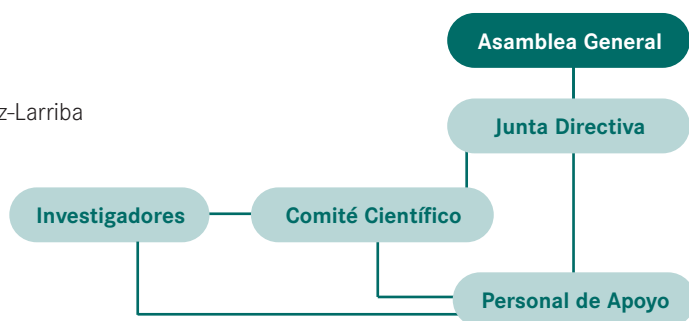 Asamblea General
z-Larriba
Junta Directiva
Investigadores
Comité Científico
Personal de Apoyo